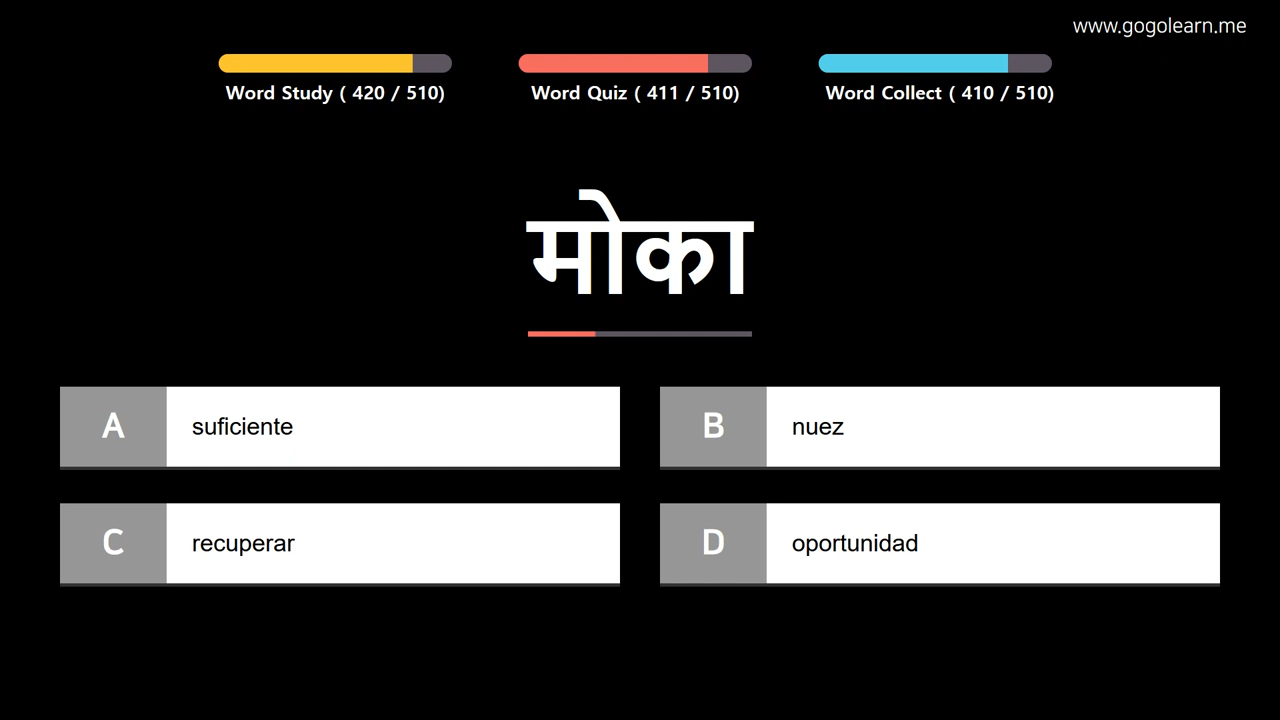 www.gogolearn.me
Word Study ( 420 / 510)
Word Quiz ( 411 / 510)
Word Collect ( 410 / 510)
मोका
A suficiente
B nuez
C recuperar
D oportunidad